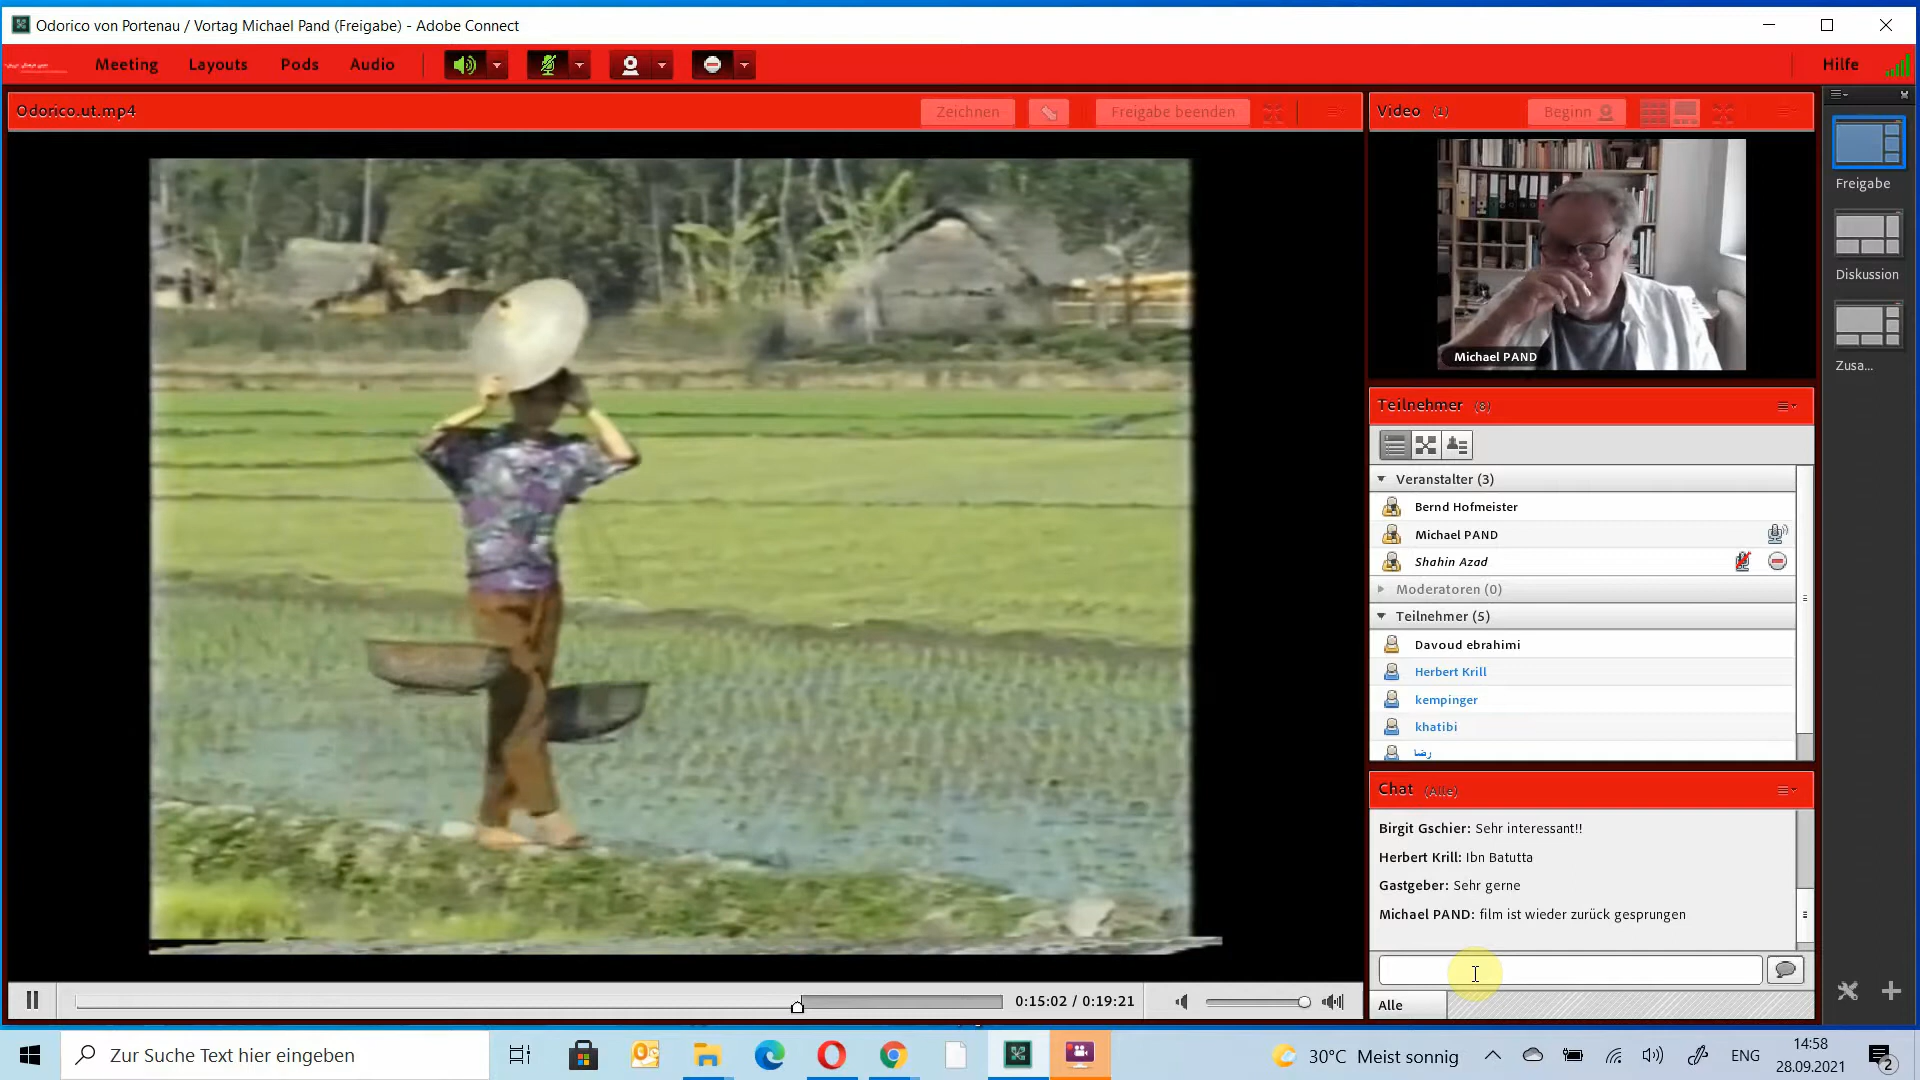 Odorico von Portenau / Vortag Michael Pand (Freigabe) - Adobe Connect
Meeting Layouts Pods Audio Hilfe
Odorico.ut.mp4 Zeichnen Freigabe beenden
Video (1) Beginn
Michael PAND
Freigabe
Diskussion
Zusa...
Teilnehmer (8)
Veranstalter (3)
Bernd Hofmeister
Michael PAND
Shahin Azad
Moderatoren (0)
Teilnehmer (5)
Davoud ebrahimi
Herbert Krill
kempinger
khatibi
رضا
Chat (Alle)
Birgit Gschier: Sehr interessant!!
Herbert Krill: Ibn Batutta
Gastgeber: Sehr gerne
Michael PAND: film ist wieder zurück gesprungen
Alle
0:15:02 / 0:19:21
Zur Suche Text hier eingeben
30°C Meist sonnig
ENG
14:58
28.09.2021
2